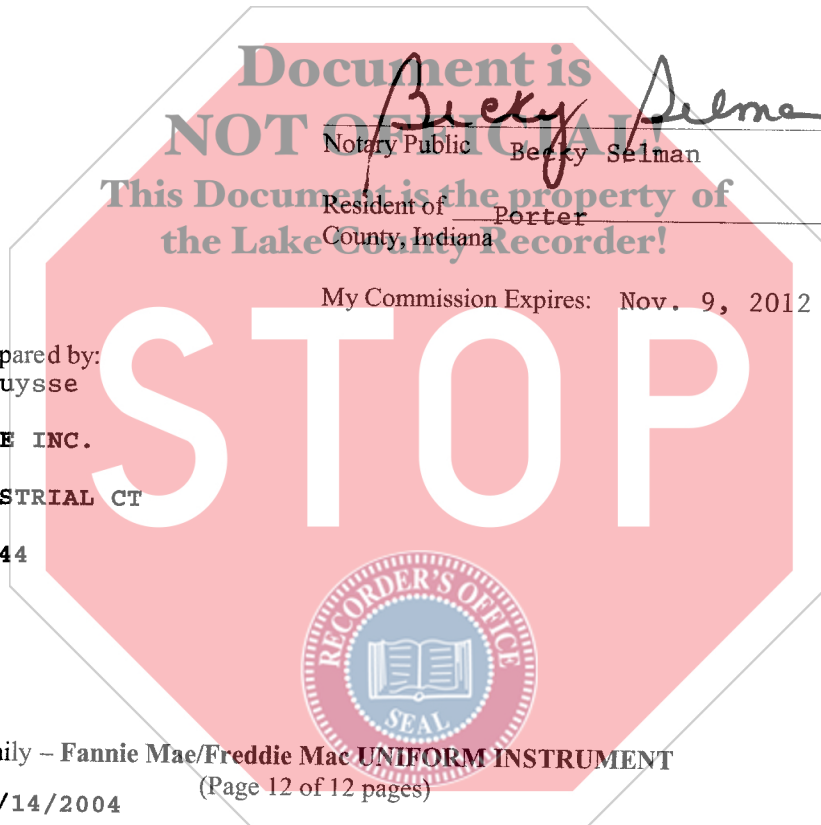 Document is
NOT OFFICIAL!
Becky Selma
Notary Public Becky Selman
This Document is the property of
Resident of Porter
the Lake County Recorder!
County, Indiana
My Commission Expires: Nov. 9, 2012
STOP
pared by:
uysse
E INC.
STRIAL CT
44
RECORDER'S OFFICE
SEAL
ily – Fannie Mae/Freddie Mac UNIFORM INSTRUMENT
(Page 12 of 12 pages)
/14/2004